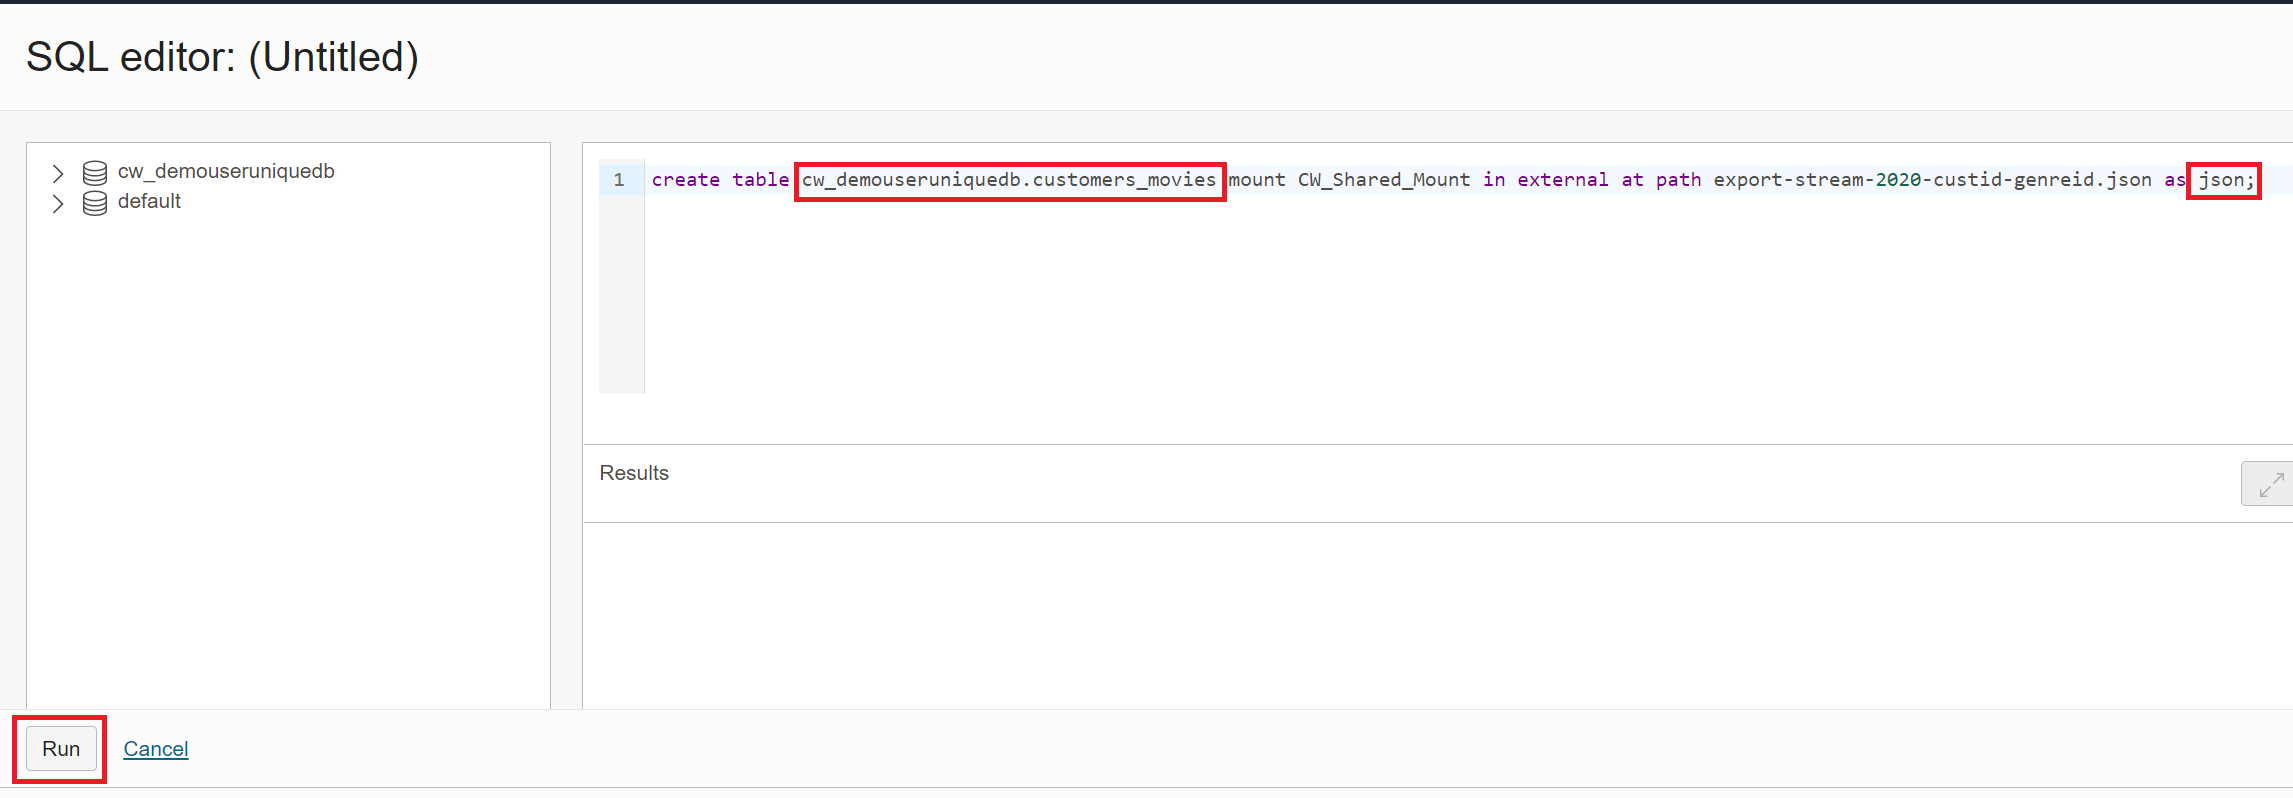 SQL editor: (Untitled)
cw_demouseruniquedb
default
1 create table cw_demouseruniquedb.customers_movies mount CW_Shared_Mount in external at path export-stream-2020-custid-genreid.json as json;
Results
Run Cancel